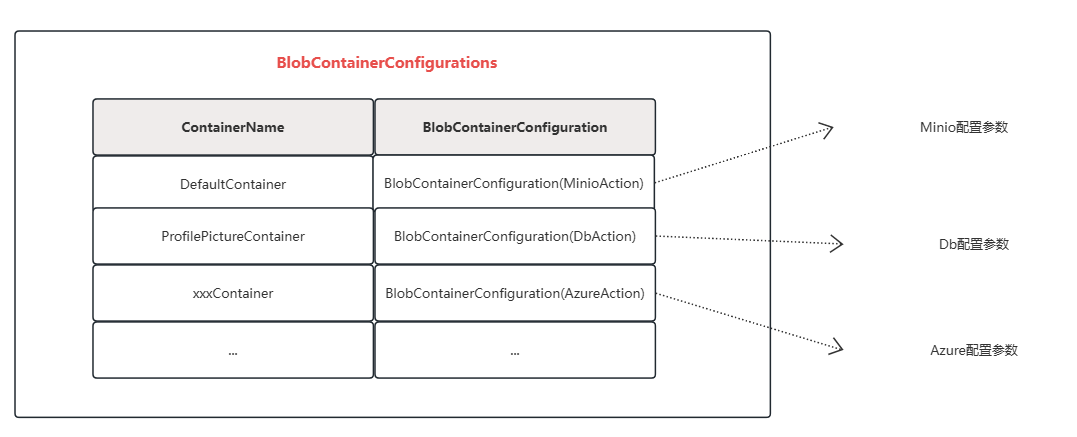 BlobContainerConfigurations
ContainerName BlobContainerConfiguration
DefaultContainer BlobContainerConfiguration(MinioAction)
ProfilePictureContainer BlobContainerConfiguration(DbAction)
xxxContainer BlobContainerConfiguration(AzureAction)
... ...
Minio配置参数
Db配置参数
Azure配置参数